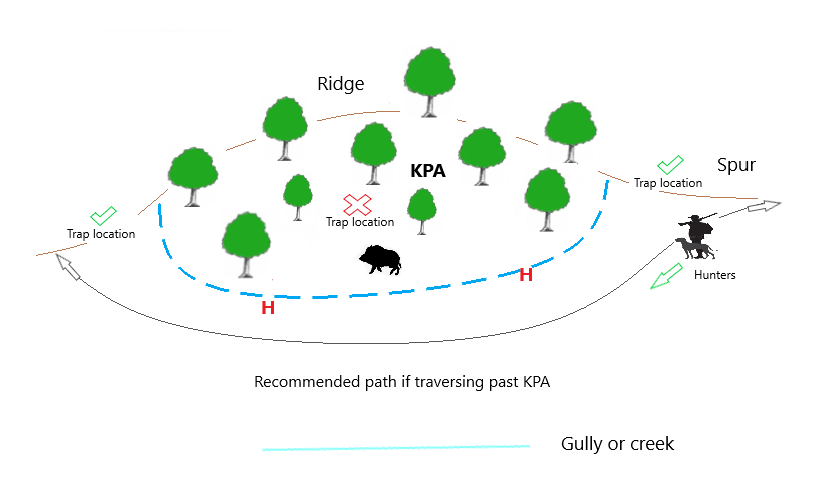 Ridge
KPA
Spur
Trap location
Trap location
Trap location
Hunters
H
H
Recommended path if traversing past KPA
Gully or creek